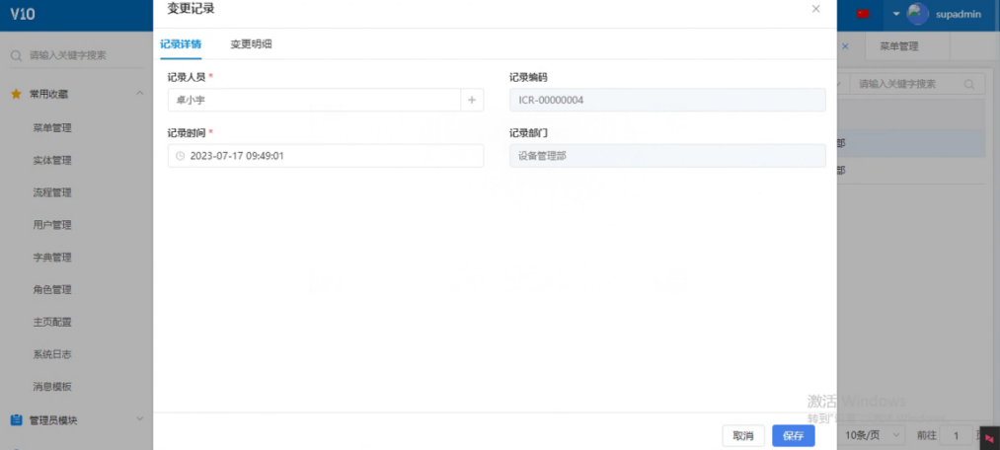 V10
变更记录
supadmin
请输入关键字搜索
记录详情
变更明细
菜单管理
常用收藏
记录人员 *
记录编码
请输入关键字搜索
卓小宇
ICR-00000004
菜单管理
记录时间 *
记录部门
部
实体管理
2023-07-17 09:49:01
设备管理部
部
流程管理
用户管理
字典管理
角色管理
主页配置
系统日志
消息模板
激活 Windows
管理员模块
转到"
Windows
取消
保存
10条/页
前往
1